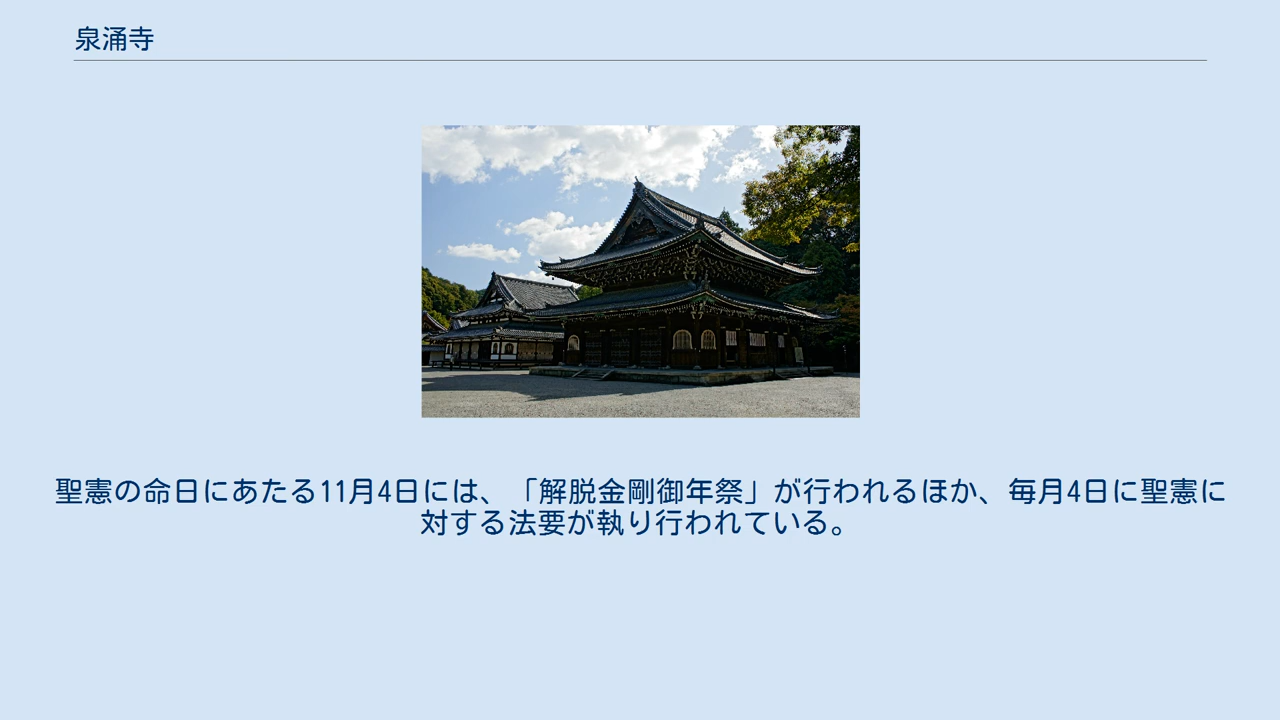 泉涌寺
聖憲の命日にあたる11月4日には、「解脱金剛御年祭」が行われるほか、毎月4日に聖憲に
対する法要が執り行われている。